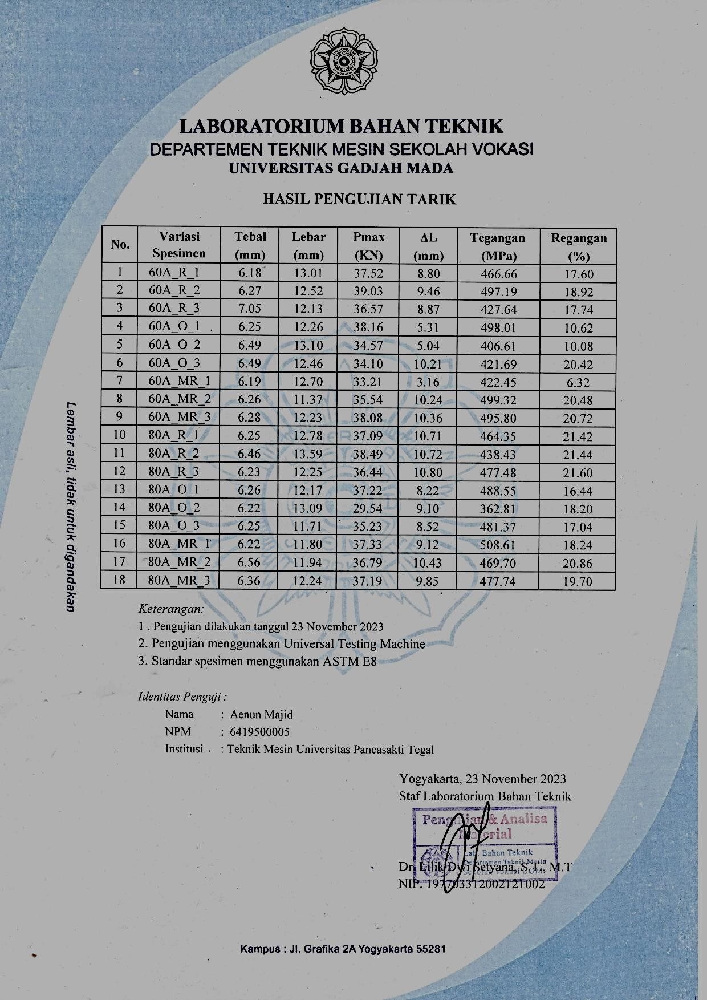 LABORATORIUM BAHAN TEKNIK
DEPARTEMEN TEKNIK MESIN SEKOLAH VOKASI
UNIVERSITAS GADJAH MADA
HASIL PENGUJIAN TARIK
No. Variasi Spesimen Tebal (mm) Lebar (mm) Pmax (KN) ΔL (mm) Tegangan (MPa) Regangan (%)
1 60A_R_1 6.18 13.01 37.52 8.80 466.66 17.60
2 60A_R_2 6.27 12.52 39.03 9.46 497.19 18.92
3 60A_R_3 7.05 12.13 36.57 8.87 427.64 17.74
4 60A_O_1 6.25 12.26 38.16 5.31 498.01 10.62
5 60A_O_2 6.49 13.10 34.57 5.04 406.61 10.08
6 60A_O_3 6.49 12.46 34.10 10.21 421.69 20.42
7 60A_MR_1 6.19 12.70 33.21 3.16 422.45 6.32
8 60A_MR_2 6.26 11.37 35.54 10.24 499.32 20.48
9 60A_MR_3 6.28 12.23 38.08 10.36 495.80 20.72
10 80A_R_1 6.25 12.78 37.09 10.71 464.35 21.42
11 80A_R_2 6.46 13.59 38.49 10.72 438.43 21.44
12 80A_R_3 6.23 12.25 36.44 10.80 477.48 21.60
13 80A_O_1 6.26 12.17 37.22 8.22 488.55 16.44
14 80A_O_2 6.22 13.09 29.54 9.10 362.81 18.20
15 80A_O_3 6.25 11.71 35.23 8.52 481.37 17.04
16 80A_MR_1 6.22 11.80 37.33 9.12 508.61 18.24
17 80A_MR_2 6.56 11.94 36.79 10.43 469.70 20.86
18 80A_MR_3 6.36 12.24 37.19 9.85 477.74 19.70
Lembar asli, tidak untuk digandakan
Keterangan:
1 . Pengujian dilakukan tanggal 23 November 2023
2. Pengujian menggunakan Universal Testing Machine
3. Standar spesimen menggunakan ASTM E8
Identitas Penguji :
Nama : Aenun Majid
NPM : 6419500005
Institusi : Teknik Mesin Universitas Pancasakti Tegal
Yogyakarta, 23 November 2023
Staf Laboratorium Bahan Teknik
Pengujian & Analisa
Material
Lab. Bahan Teknik
Departemen Teknik Mesin
Sekolah Vokasi UGM
Dr. Lilik Dwi Setyana, S.T., M.T
NIP. 197703312002121002
Kampus : Jl. Grafika 2A Yogyakarta 55281